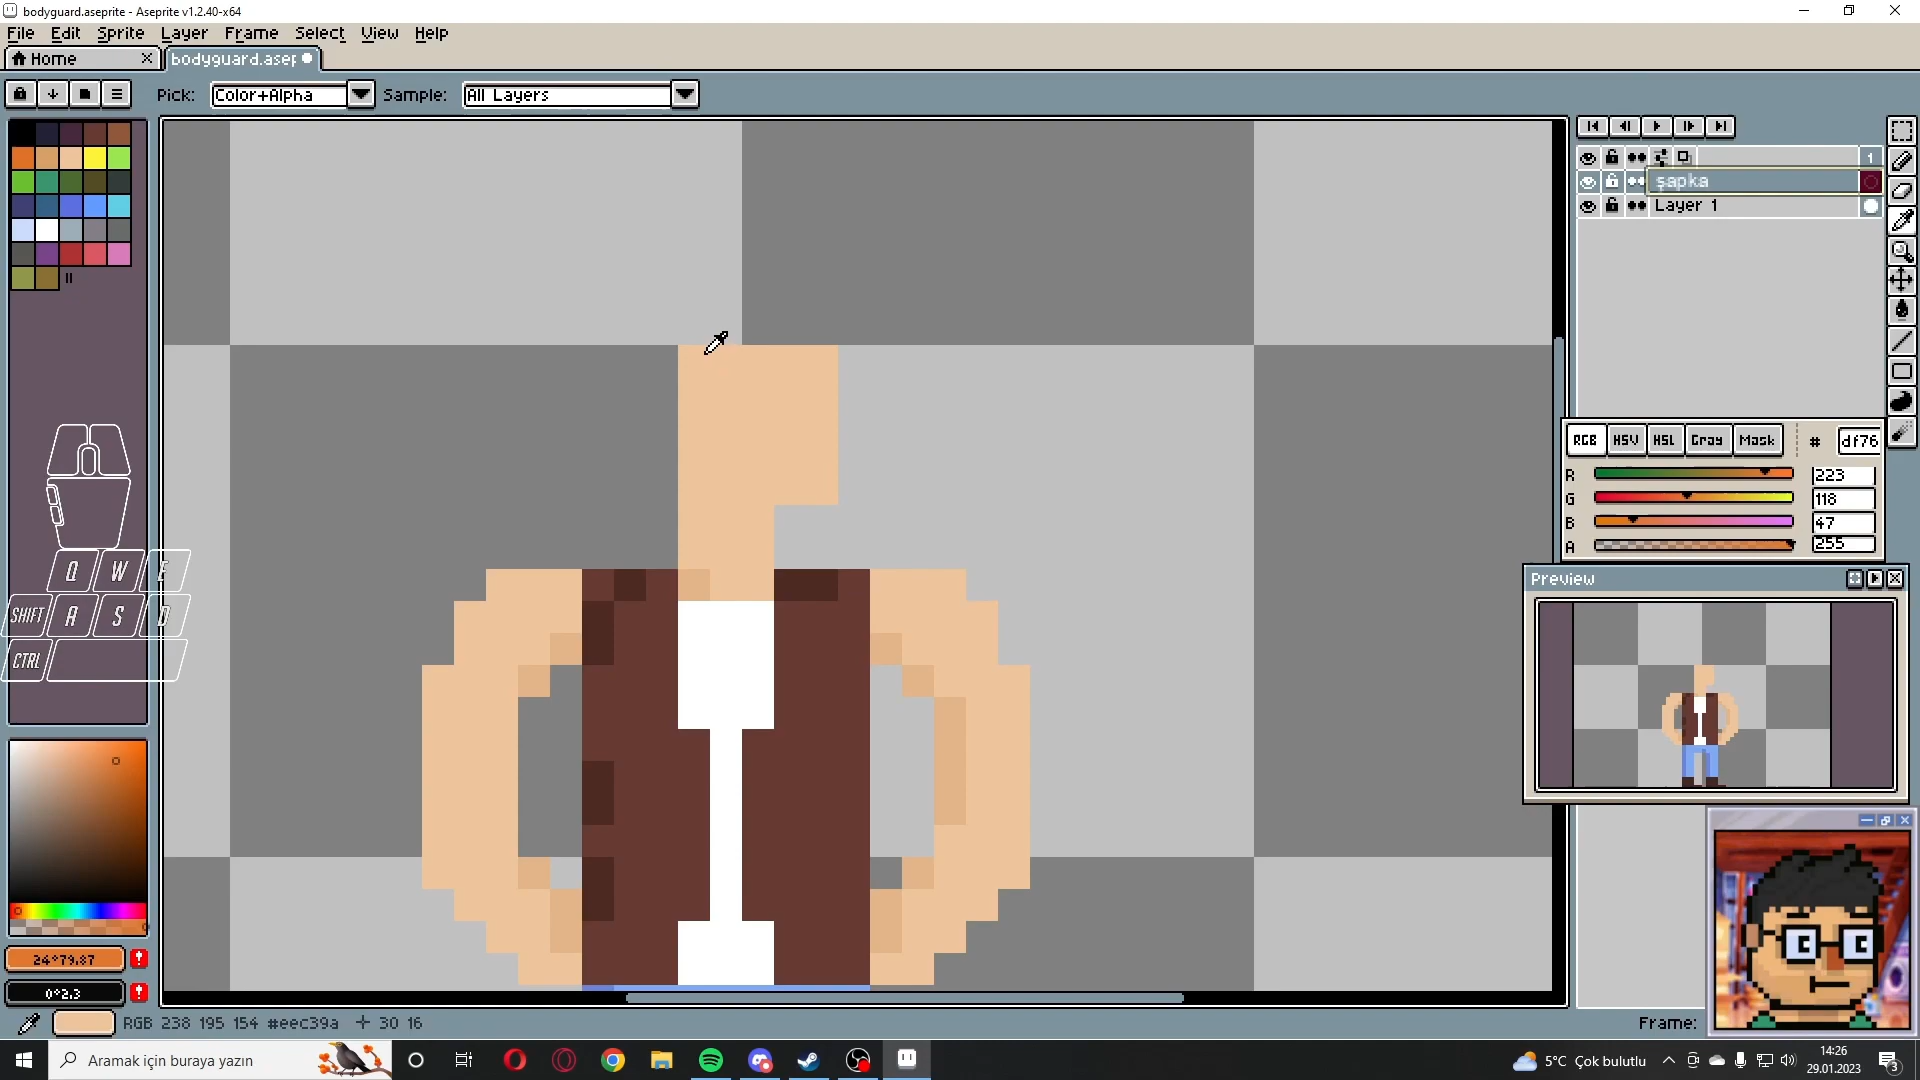 bodyguard.aseprite - Aseprite v1.2.40-x64
File Edit Sprite Layer Frame Select View Help
Home
bodyguard.asep
Pick: Color+Alpha Sample: All Layers
1
şapka
Layer 1
RGB HSV HSL Gray Mask # df76
R 223
G 118
B 47
A 255
Q W E
SHIFT A S D
CTRL
Preview
24°79.87
0°2.3
RGB 238 195 154 #eec39a 30 16
Frame:
Aramak için buraya yazın
5°C Çok bulutlu
14:26
29.01.2023
3